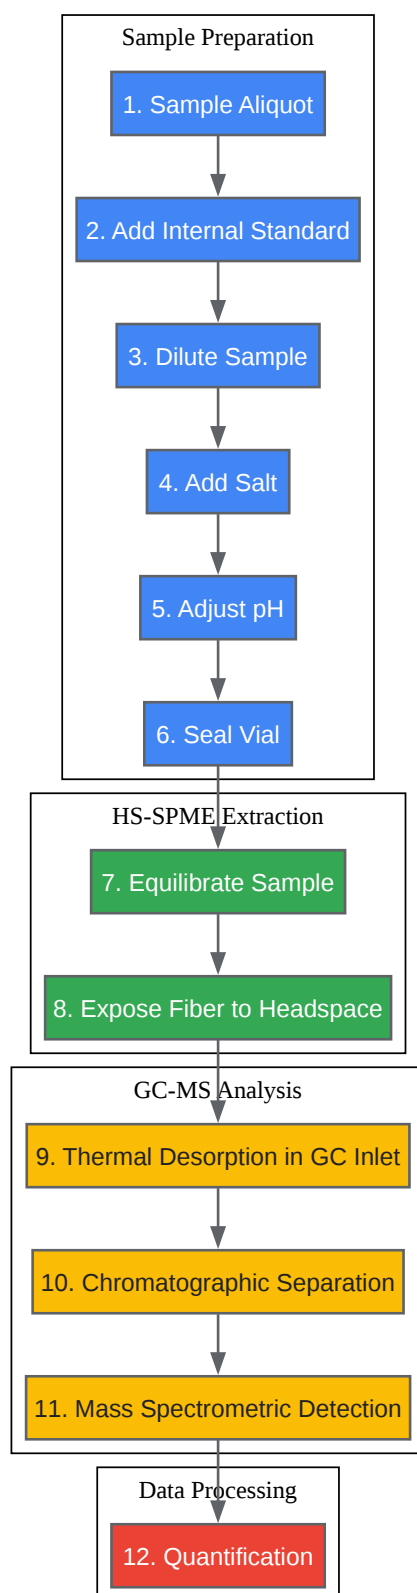 Sample Preparation
1. Sample Aliquot
2. Add Internal Standard
3. Dilute Sample
4. Add Salt
5. Adjust pH
6. Seal Vial
HS-SPME Extraction
7. Equilibrate Sample
8. Expose Fiber to Headspace
GC-MS Analysis
9. Thermal Desorption in GC Inlet
10. Chromatographic Separation
11. Mass Spectrometric Detection
Data Processing
12. Quantification